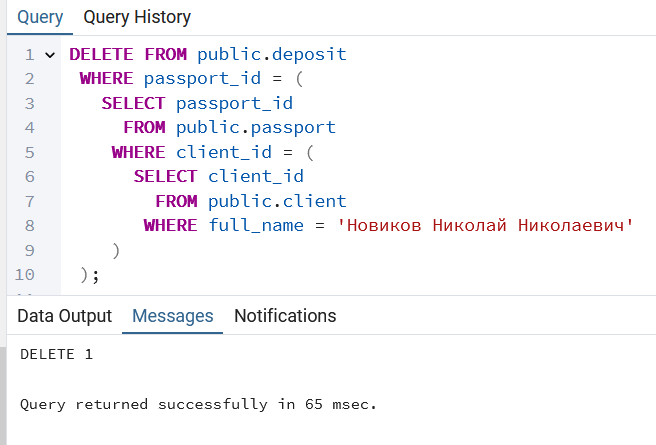 Query Query History
1 DELETE FROM public.deposit
2 WHERE passport_id = (
3 SELECT passport_id
4 FROM public.passport
5 WHERE client_id = (
6 SELECT client_id
7 FROM public.client
8 WHERE full_name = 'Новиков Николай Николаевич'
9 )
10 );
Data Output Messages Notifications
DELETE 1
Query returned successfully in 65 msec.